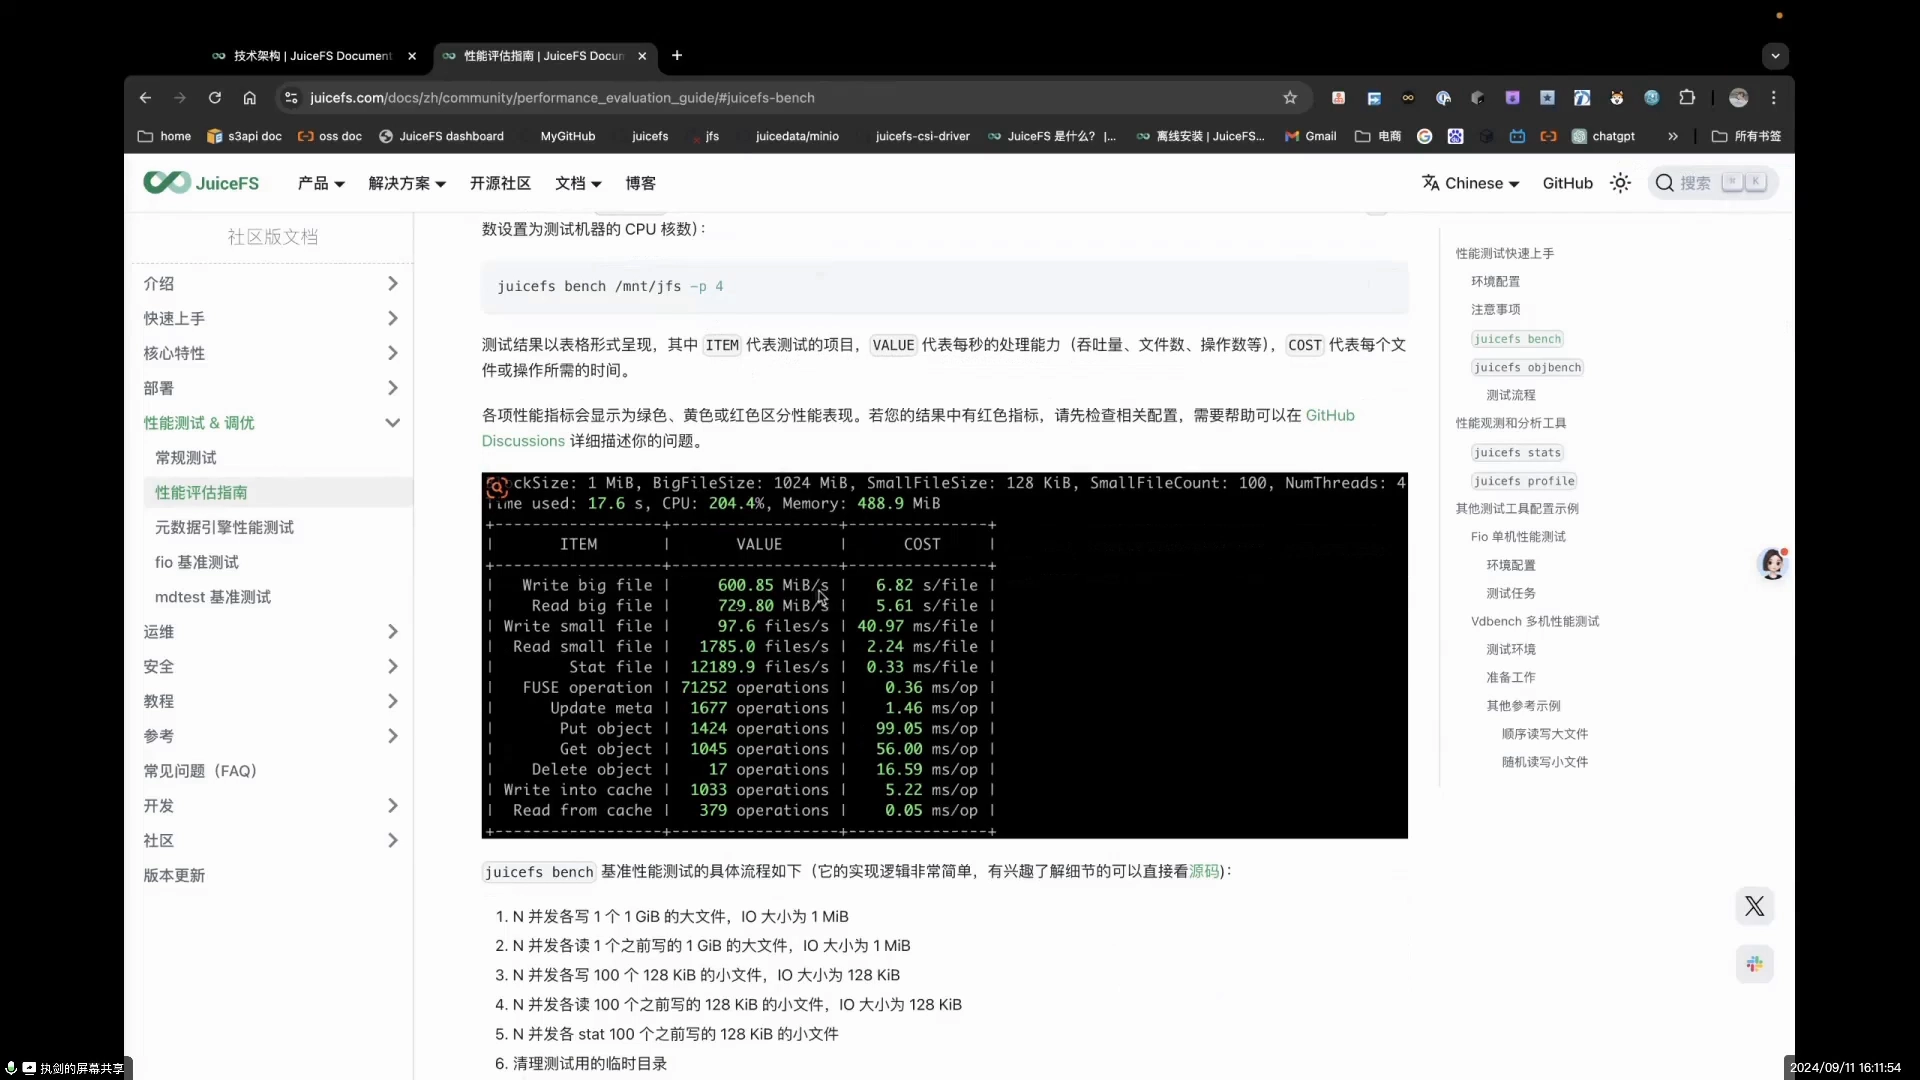 技术架构 | JuiceFS Document
性能评估指南 | JuiceFS Docun
juicefs.com/docs/zh/community/performance_evaluation_guide/#juicefs-bench
home
s3api doc
oss doc
JuiceFS dashboard
MyGitHub
juicefs
jfs
juicedata/minio
juicefs-csi-driver
JuiceFS 是什么? |...
离线安装 | JuiceFS...
Gmail
电商
chatgpt
所有书签
JuiceFS
产品
解决方案
开源社区
文档
博客
Chinese
GitHub
搜索
K
社区版文档
介绍
快速上手
核心特性
部署
性能测试 & 调优
常规测试
性能评估指南
元数据引擎性能测试
fio 基准测试
mdtest 基准测试
运维
安全
教程
参考
常见问题（FAQ）
开发
社区
版本更新
数设置为测试机器的 CPU 核数）：
juicefs bench /mnt/jfs -p 4
测试结果以表格形式呈现，其中 ITEM 代表测试的项目，VALUE 代表每秒的处理能力（吞吐量、文件数、操作数等），COST 代表每个文
件或操作所需的时间。
各项性能指标会显示为绿色、黄色或红色区分性能表现。若您的结果中有红色指标，请先检查相关配置，需要帮助可以在 GitHub
Discussions 详细描述你的问题。
ckSize: 1 MiB, BigFileSize: 1024 MiB, SmallFileSize: 128 KiB, SmallFileCount: 100, NumThreads: 4
Time used: 17.6 s, CPU: 204.4%, Memory: 488.9 MiB
+------------------+------------------+---------------+
| ITEM | VALUE | COST |
+------------------+------------------+---------------+
| Write big file | 600.85 MiB/s | 6.82 s/file |
| Read big file | 729.80 MiB/s | 5.61 s/file |
| Write small file | 97.6 files/s | 40.97 ms/file |
| Read small file | 1785.0 files/s | 2.24 ms/file |
| Stat file | 12189.9 files/s | 0.33 ms/file |
| FUSE operation | 71252 operations | 0.36 ms/op |
| Update meta | 1677 operations | 1.46 ms/op |
| Put object | 1424 operations | 99.05 ms/op |
| Get object | 1045 operations | 56.00 ms/op |
| Delete object | 17 operations | 16.59 ms/op |
| Write into cache | 1033 operations | 5.22 ms/op |
| Read from cache | 379 operations | 0.05 ms/op |
+------------------+------------------+---------------+
juicefs bench 基准性能测试的具体流程如下（它的实现逻辑非常简单，有兴趣了解细节的可以直接看源码）：
1. N 并发各写 1 个 1 GiB 的大文件，IO 大小为 1 MiB
2. N 并发各读 1 个之前写的 1 GiB 的大文件，IO 大小为 1 MiB
3. N 并发各写 100 个 128 KiB 的小文件，IO 大小为 128 KiB
4. N 并发各读 100 个之前写的 128 KiB 的小文件，IO 大小为 128 KiB
5. N 并发各 stat 100 个之前写的 128 KiB 的小文件
6. 清理测试用的临时目录
性能测试快速上手
环境配置
注意事项
juicefs bench
juicefs objbench
测试流程
性能观测和分析工具
juicefs stats
juicefs profile
其他测试工具配置示例
Fio 单机性能测试
环境配置
测试任务
Vdbench 多机性能测试
测试环境
准备工作
其他参考示例
顺序读写大文件
随机读写小文件
执剑的屏幕共享
2024/09/11 16:11:54